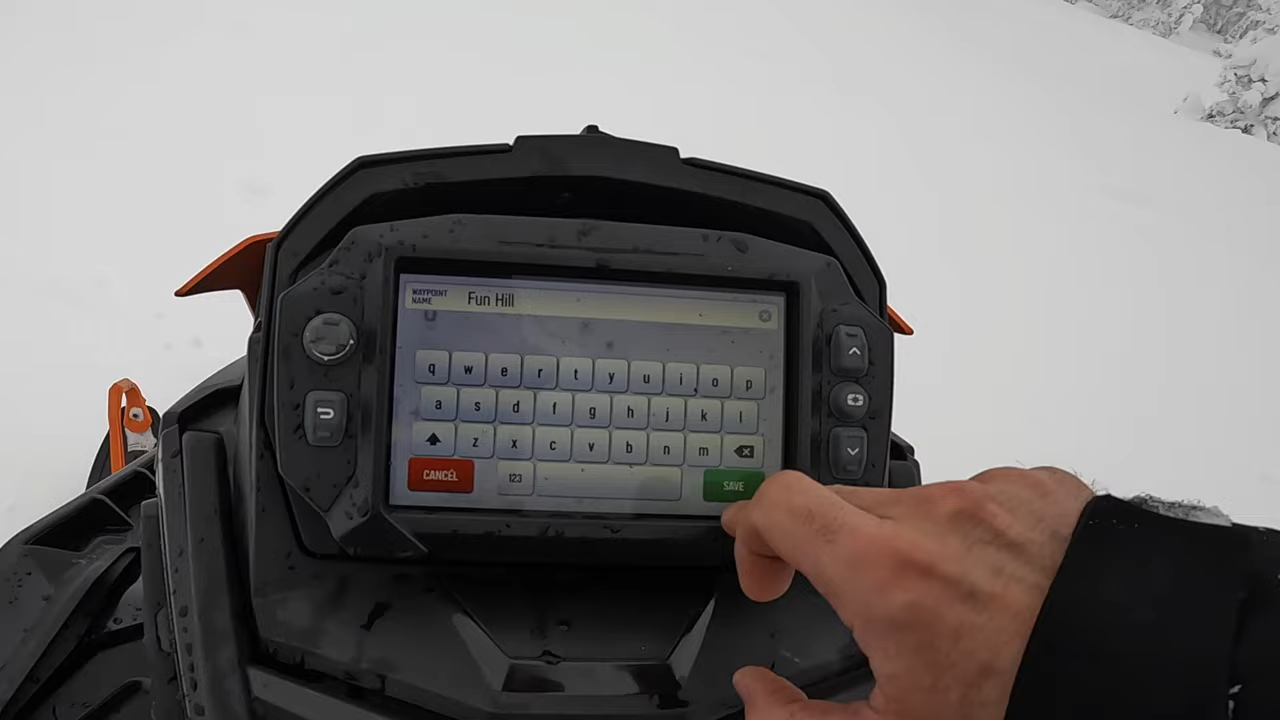 WAYPOINT
NAME
Fun Hill
q w e r t y u i o p
a s d f g h j k l
z x c v b n m
CANCEL 123 SAVE